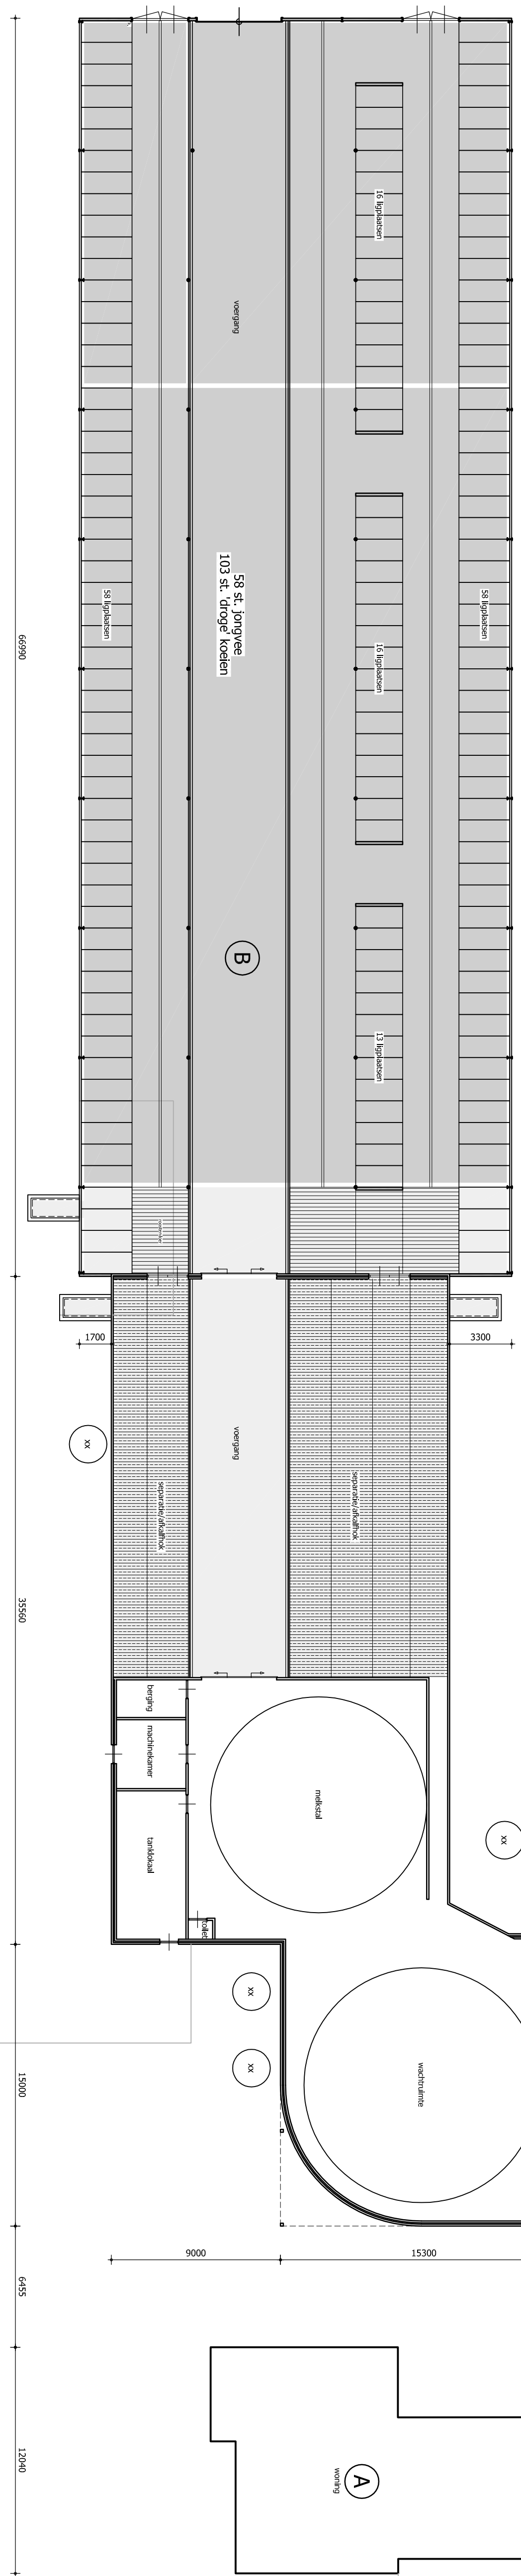 16 ligplaatsen
voergang
58 st. jongvee
103 st. 'droge' koeien
58 ligplaatsen
58 ligplaatsen
66990
16 ligplaatsen
B
13 ligplaatsen
1700
3300
xx
voergang
separatie/afkalfhok
separatie/afkalfhok
35560
berging
machinekamer
melkstal
xx
tanklokaal
toilet
xx
xx
wachtruimte
15000
9000
15300
6455
A
woning
12040